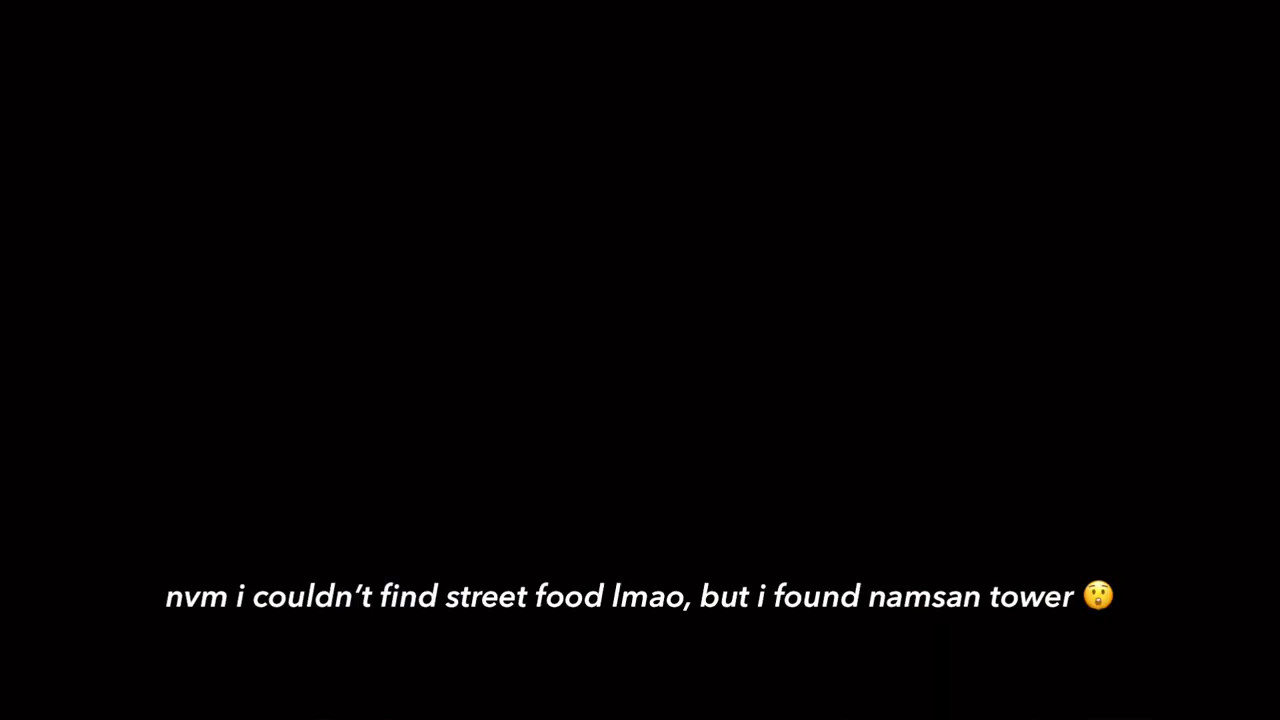 nvm i couldn’t find street food lmao, but i found namsan tower 😲